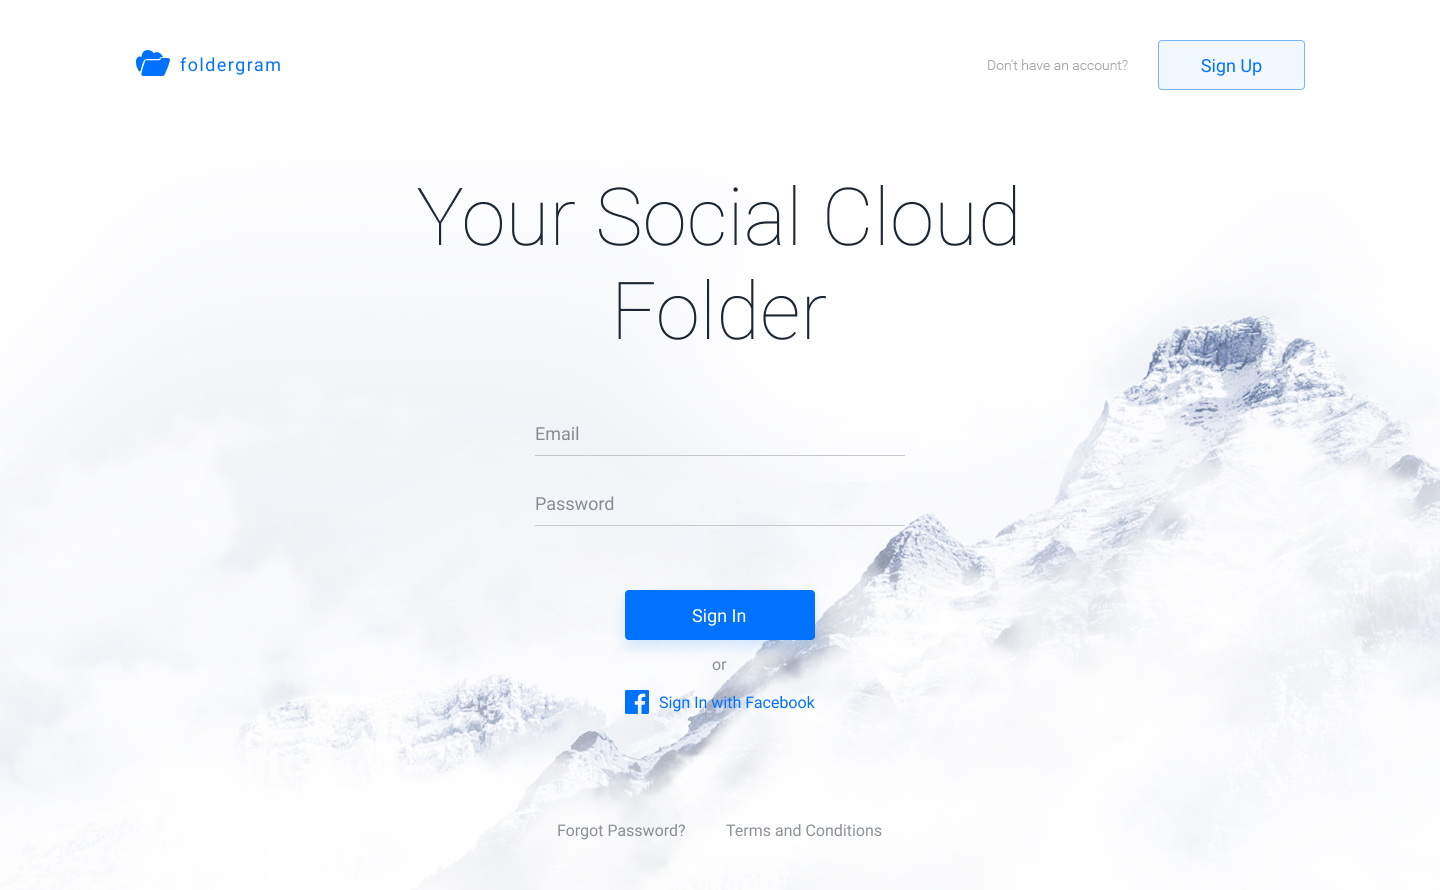 foldergram
Don't have an account?
Sign Up
Your Social Cloud
Folder
Email
Password
Sign In
or
Sign In with Facebook
Forgot Password?
Terms and Conditions